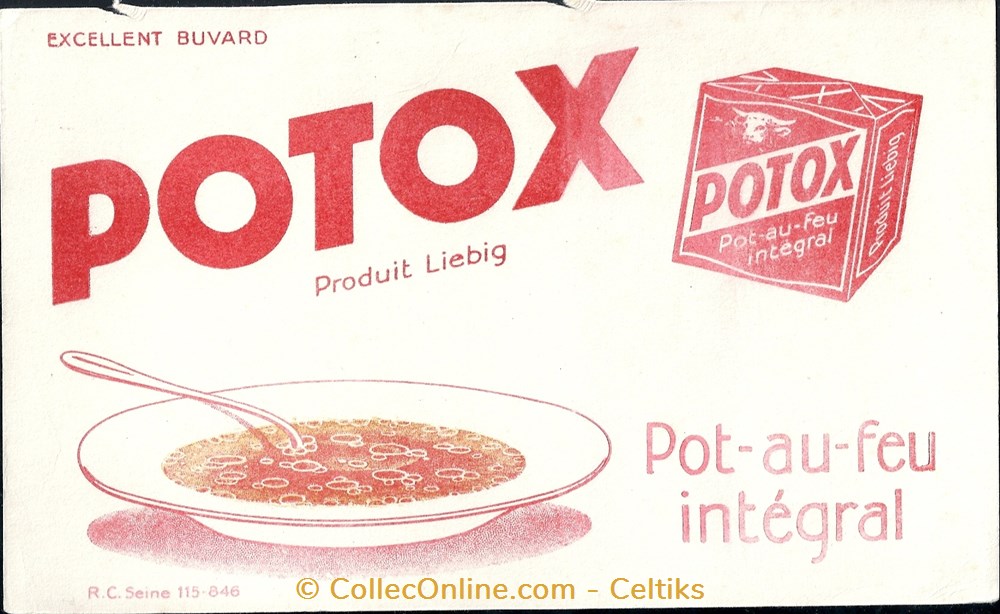 EXCELLENT BUVARD
POTOX
Produit Liebig
POTOX
Pot-au-feu
intégral
Produit Liebig
Pot-au-feu
intégral
R.C. Seine 115-846
© CollecOnline.com - Celtiks